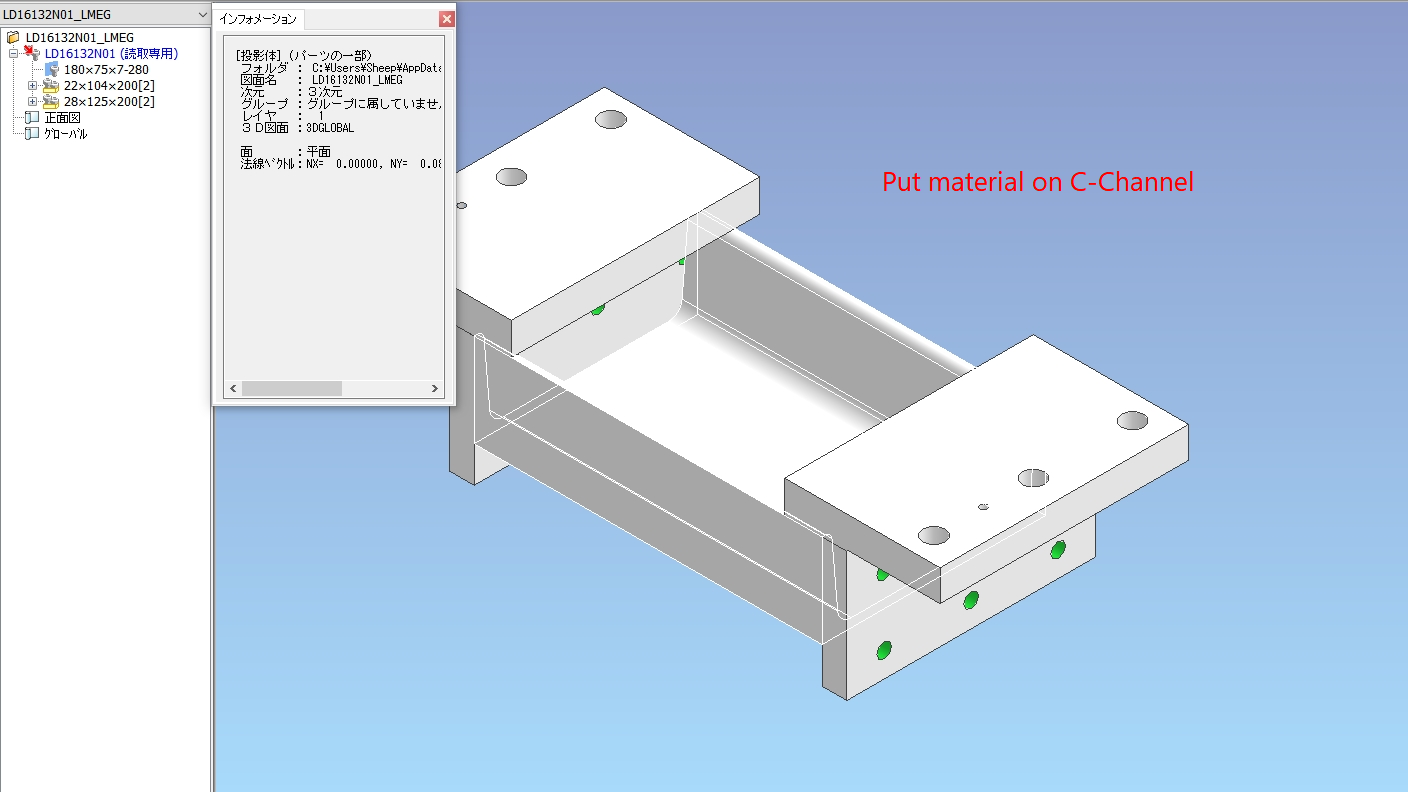 LD16132N01_LMEG
LD16132N01_LMEG
LD16132N01 (読取専用)
180×75×7-280
22×104×200[2]
28×125×200[2]
正面図
グローバル
インフォメーション
[投影体] (パーツの一部)
フォルダ : C:¥Users¥Sheep¥AppData
図面名 : LD16132N01_LMEG
次元 : 3次元
グループ : グループに属していませ
レイヤ : 1
3D図面 : 3DGLOBAL
面 : 平面
法線ベクトル : NX= 0.00000, NY= 0.0
Put material on C-Channel